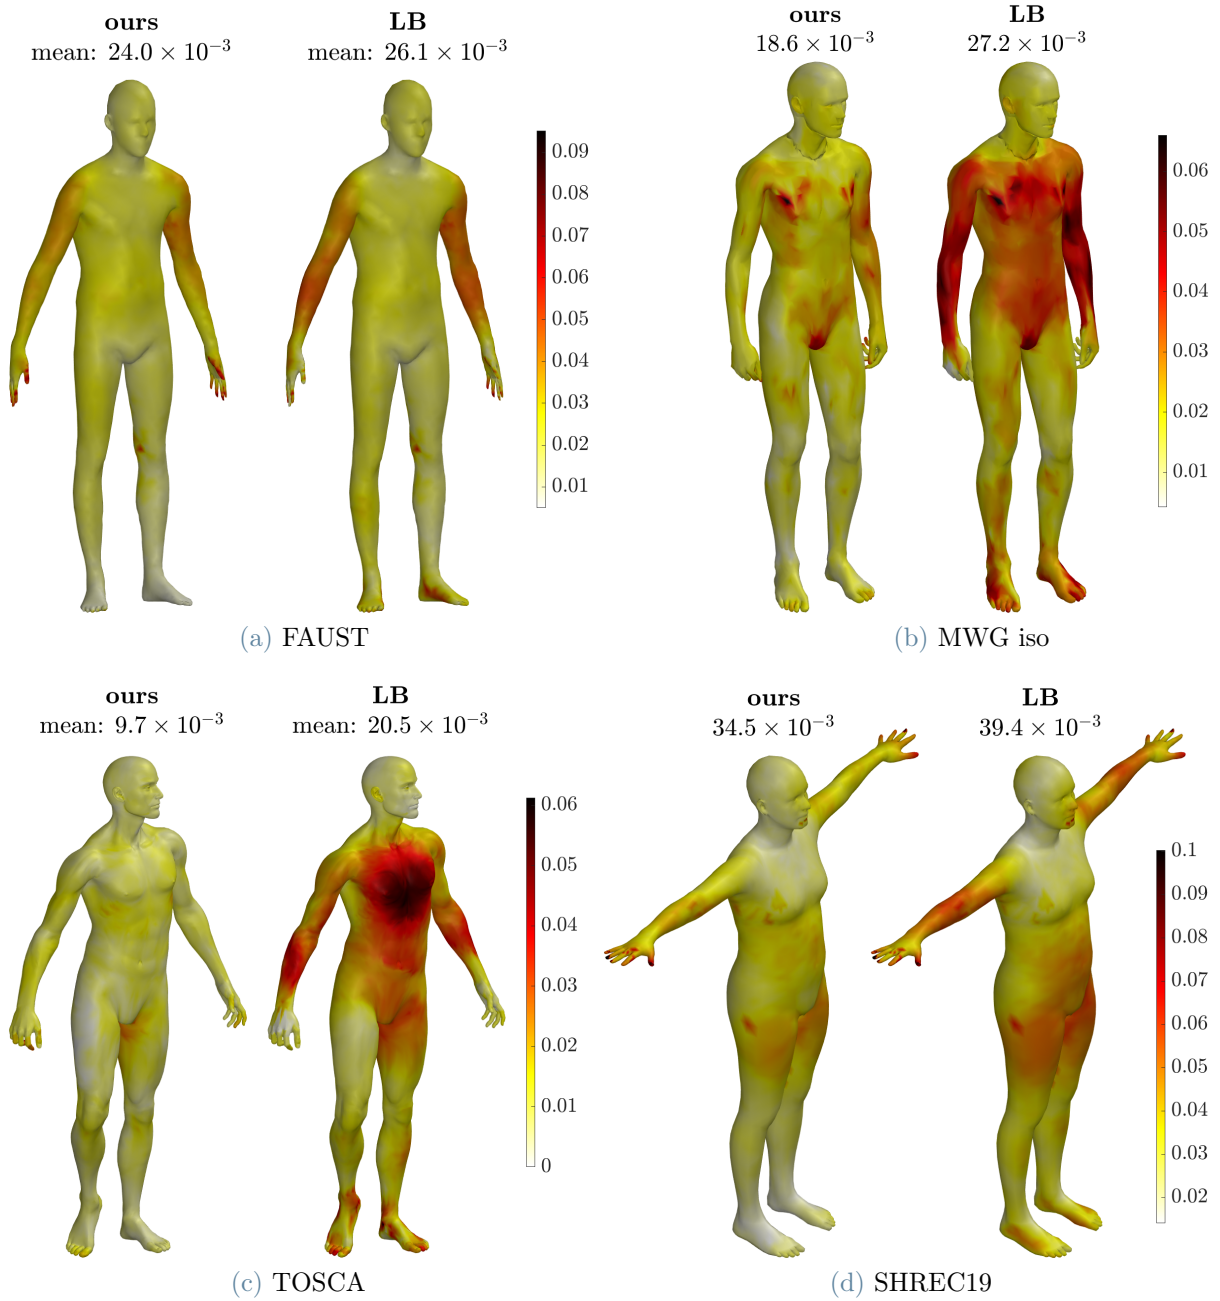 ours LB
mean: 24.0 × 10⁻³ mean: 26.1 × 10⁻³
0.09
0.08
0.07
0.06
0.05
0.04
0.03
0.02
0.01
(a) FAUST
ours LB
18.6 × 10⁻³ 27.2 × 10⁻³
0.06
0.05
0.04
0.03
0.02
0.01
(b) MWG iso
ours LB
mean: 9.7 × 10⁻³ mean: 20.5 × 10⁻³
0.06
0.05
0.04
0.03
0.02
0.01
0
(c) TOSCA
ours LB
34.5 × 10⁻³ 39.4 × 10⁻³
0.1
0.09
0.08
0.07
0.06
0.05
0.04
0.03
0.02
(d) SHREC19